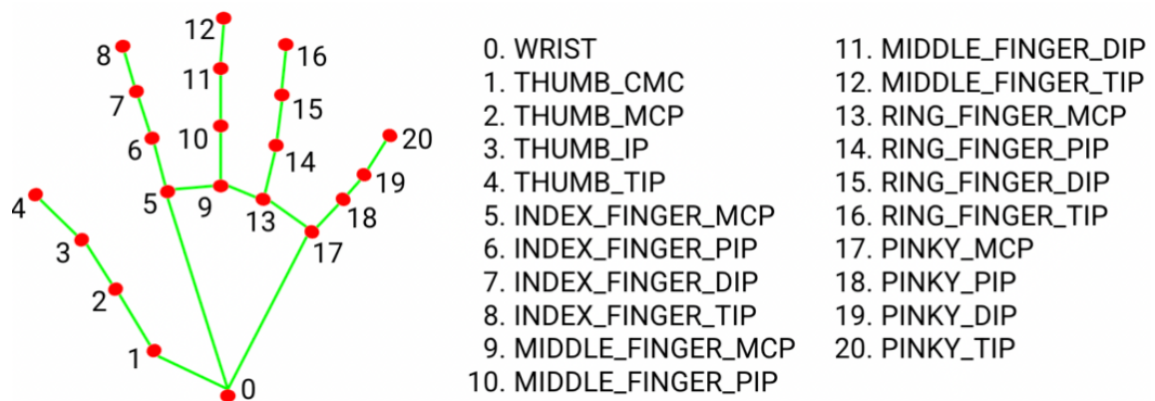 12
8
16
11
7
15
10
6
20
14
19
4
5
9
18
13
3
17
2
1
0
0. WRIST
1. THUMB_CMC
2. THUMB_MCP
3. THUMB_IP
4. THUMB_TIP
5. INDEX_FINGER_MCP
6. INDEX_FINGER_PIP
7. INDEX_FINGER_DIP
8. INDEX_FINGER_TIP
9. MIDDLE_FINGER_MCP
10. MIDDLE_FINGER_PIP
11. MIDDLE_FINGER_DIP
12. MIDDLE_FINGER_TIP
13. RING_FINGER_MCP
14. RING_FINGER_PIP
15. RING_FINGER_DIP
16. RING_FINGER_TIP
17. PINKY_MCP
18. PINKY_PIP
19. PINKY_DIP
20. PINKY_TIP